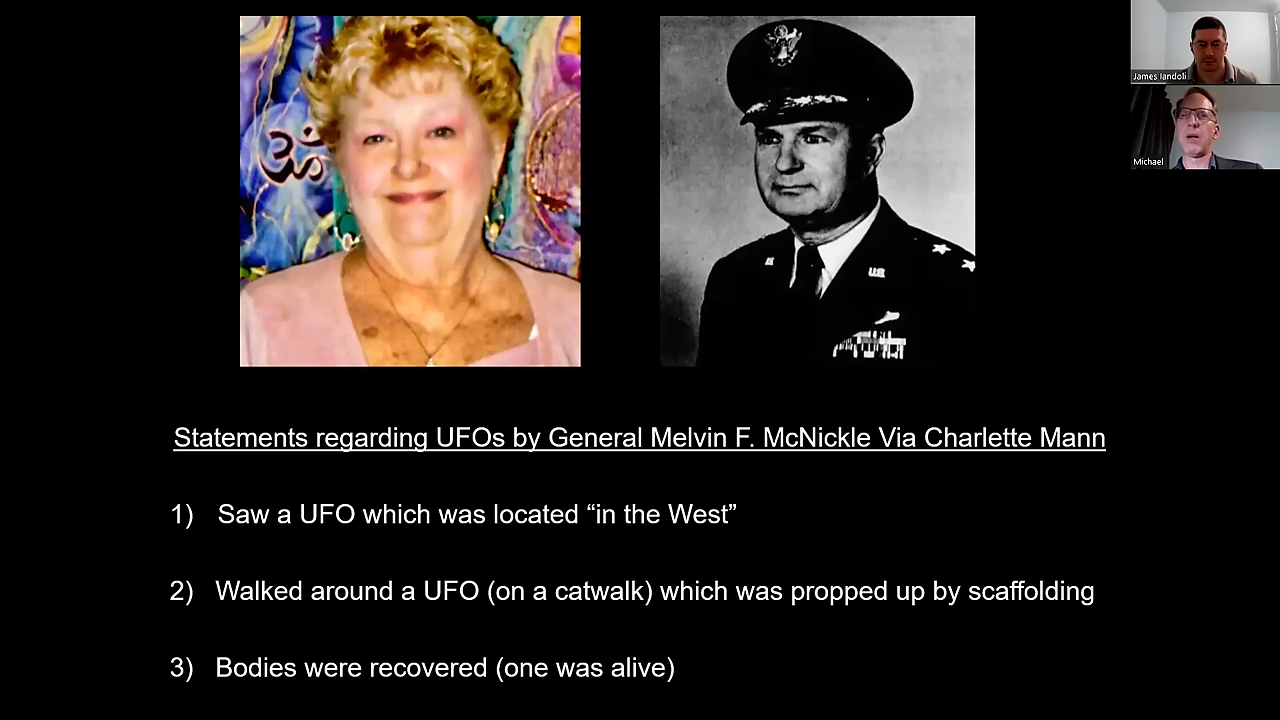 James Iandoli
Michael
ॐ
U.S.
Statements regarding UFOs by General Melvin F. McNickle Via Charlette Mann
1) Saw a UFO which was located “in the West”
2) Walked around a UFO (on a catwalk) which was propped up by scaffolding
3) Bodies were recovered (one was alive)